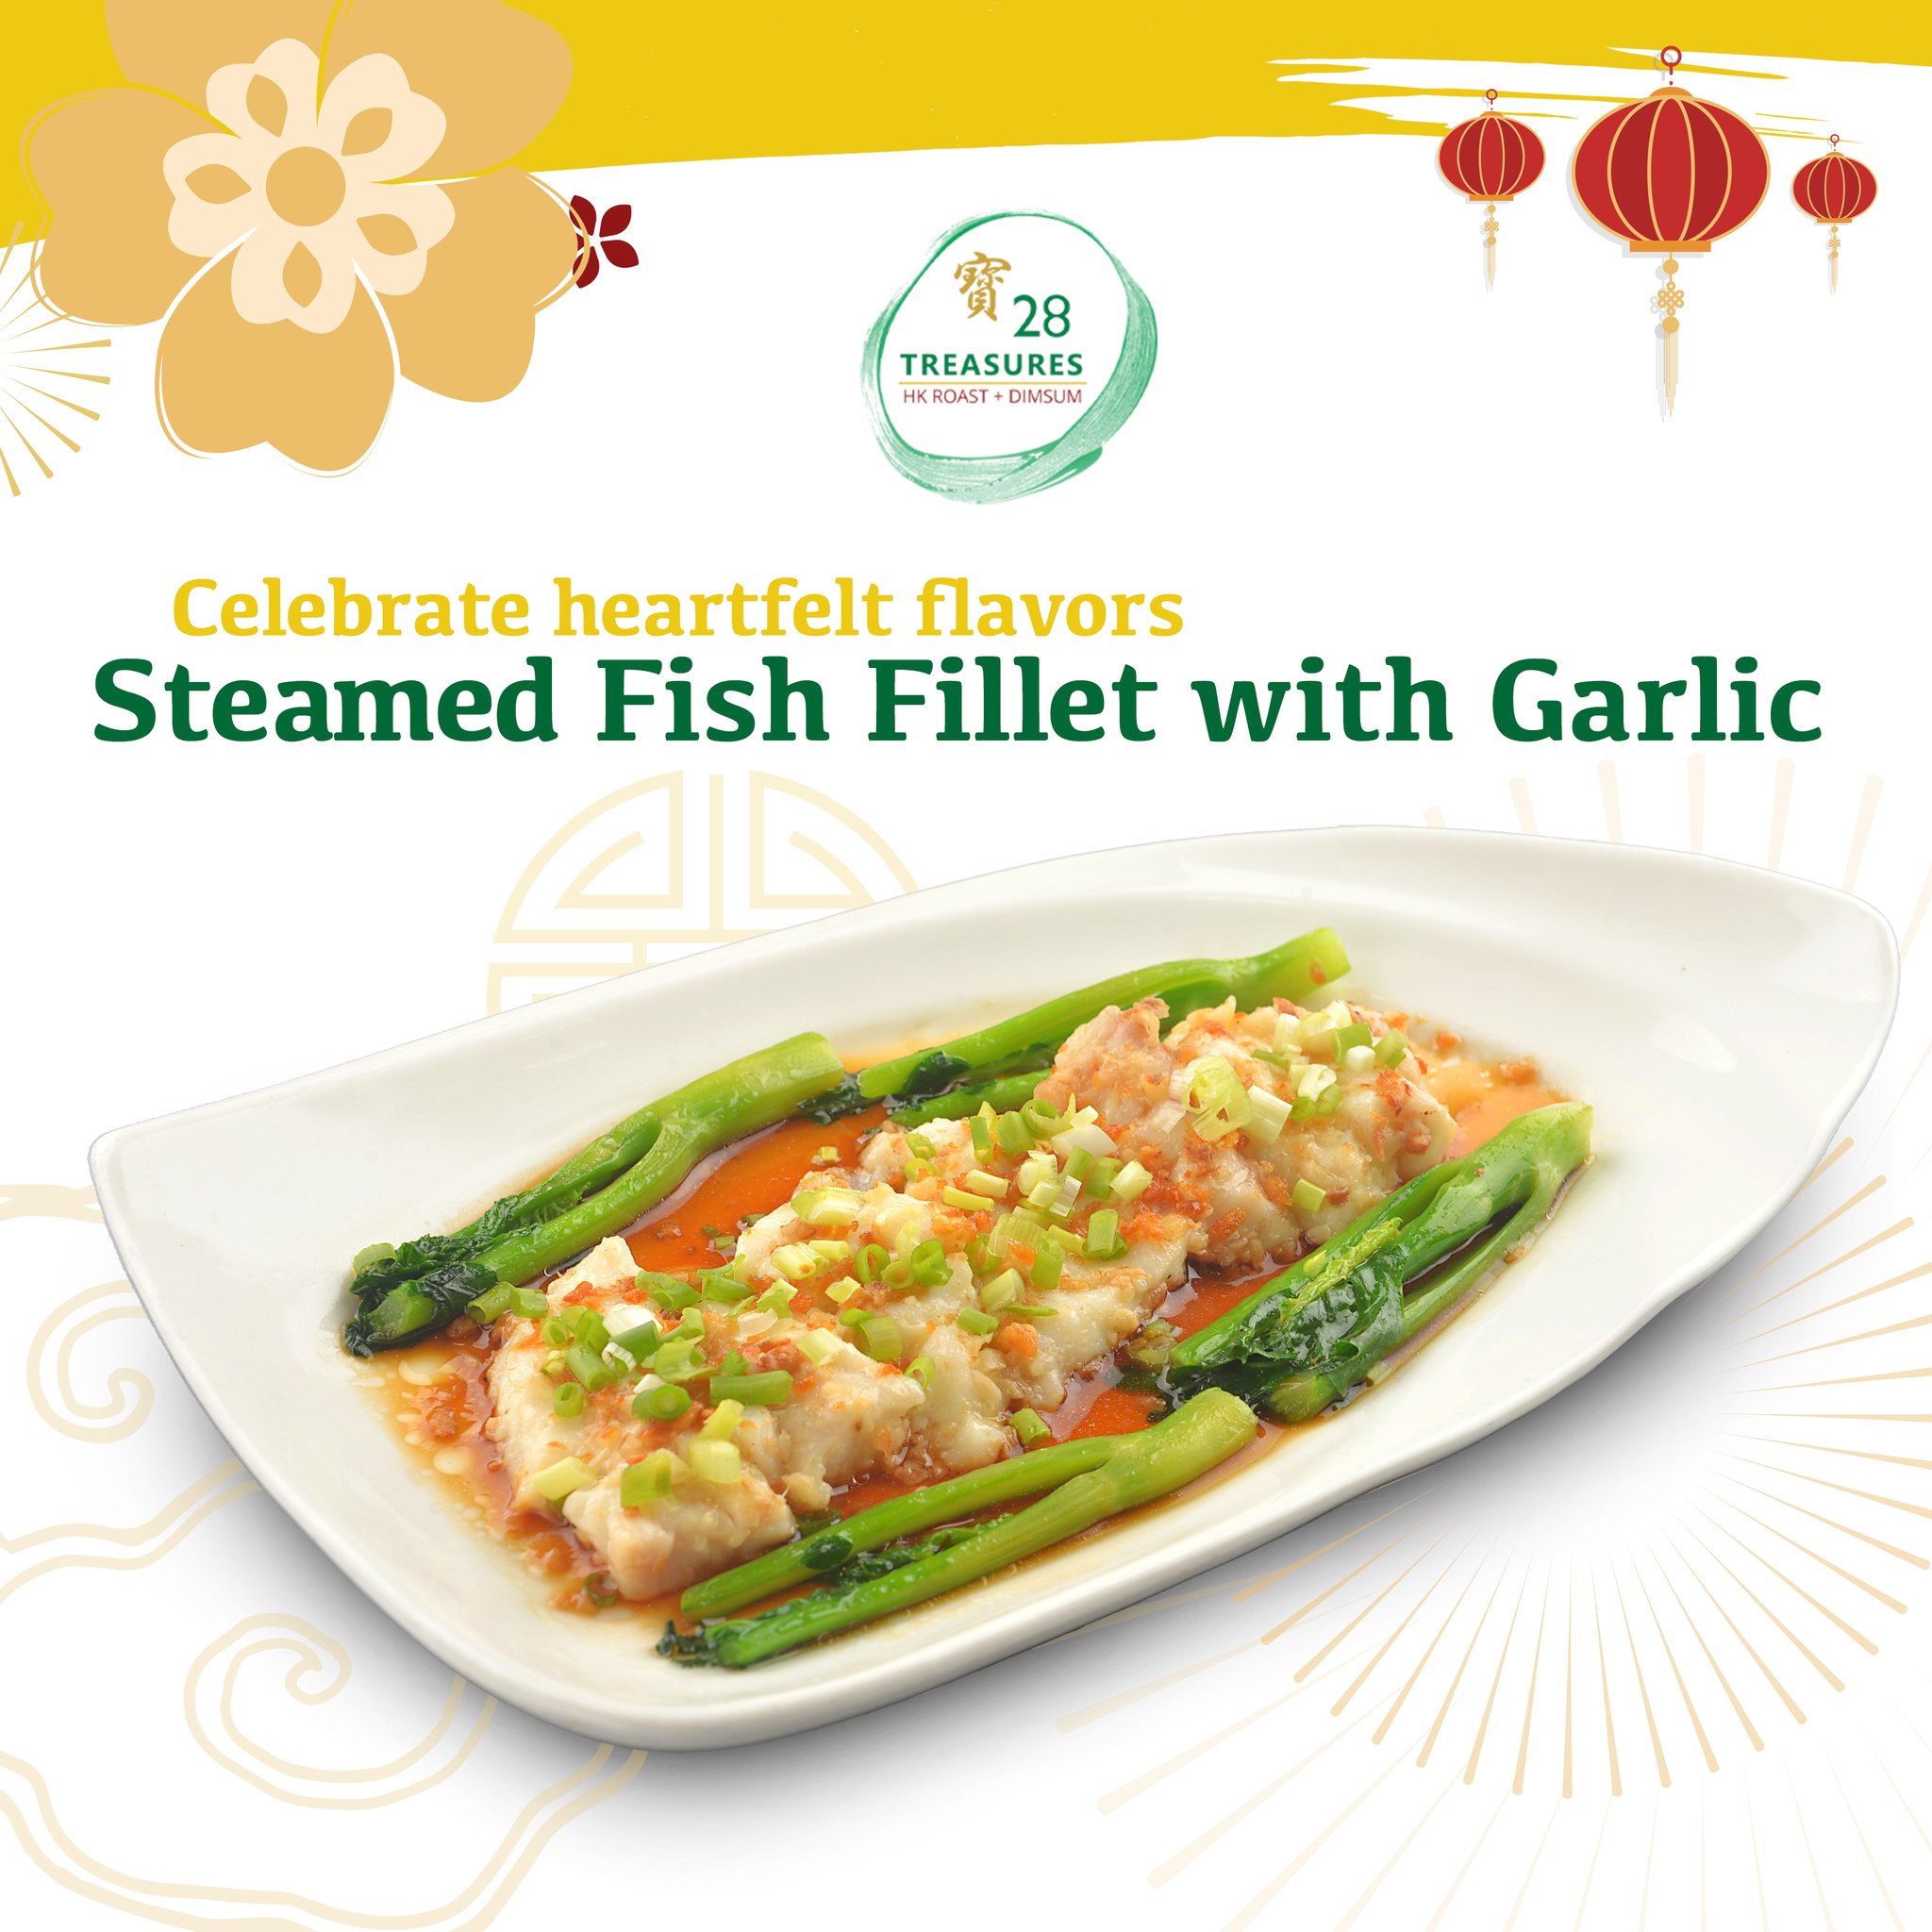 寶 28
TREASURES
HK ROAST + DIMSUM
Celebrate heartfelt flavors
Steamed Fish Fillet with Garlic